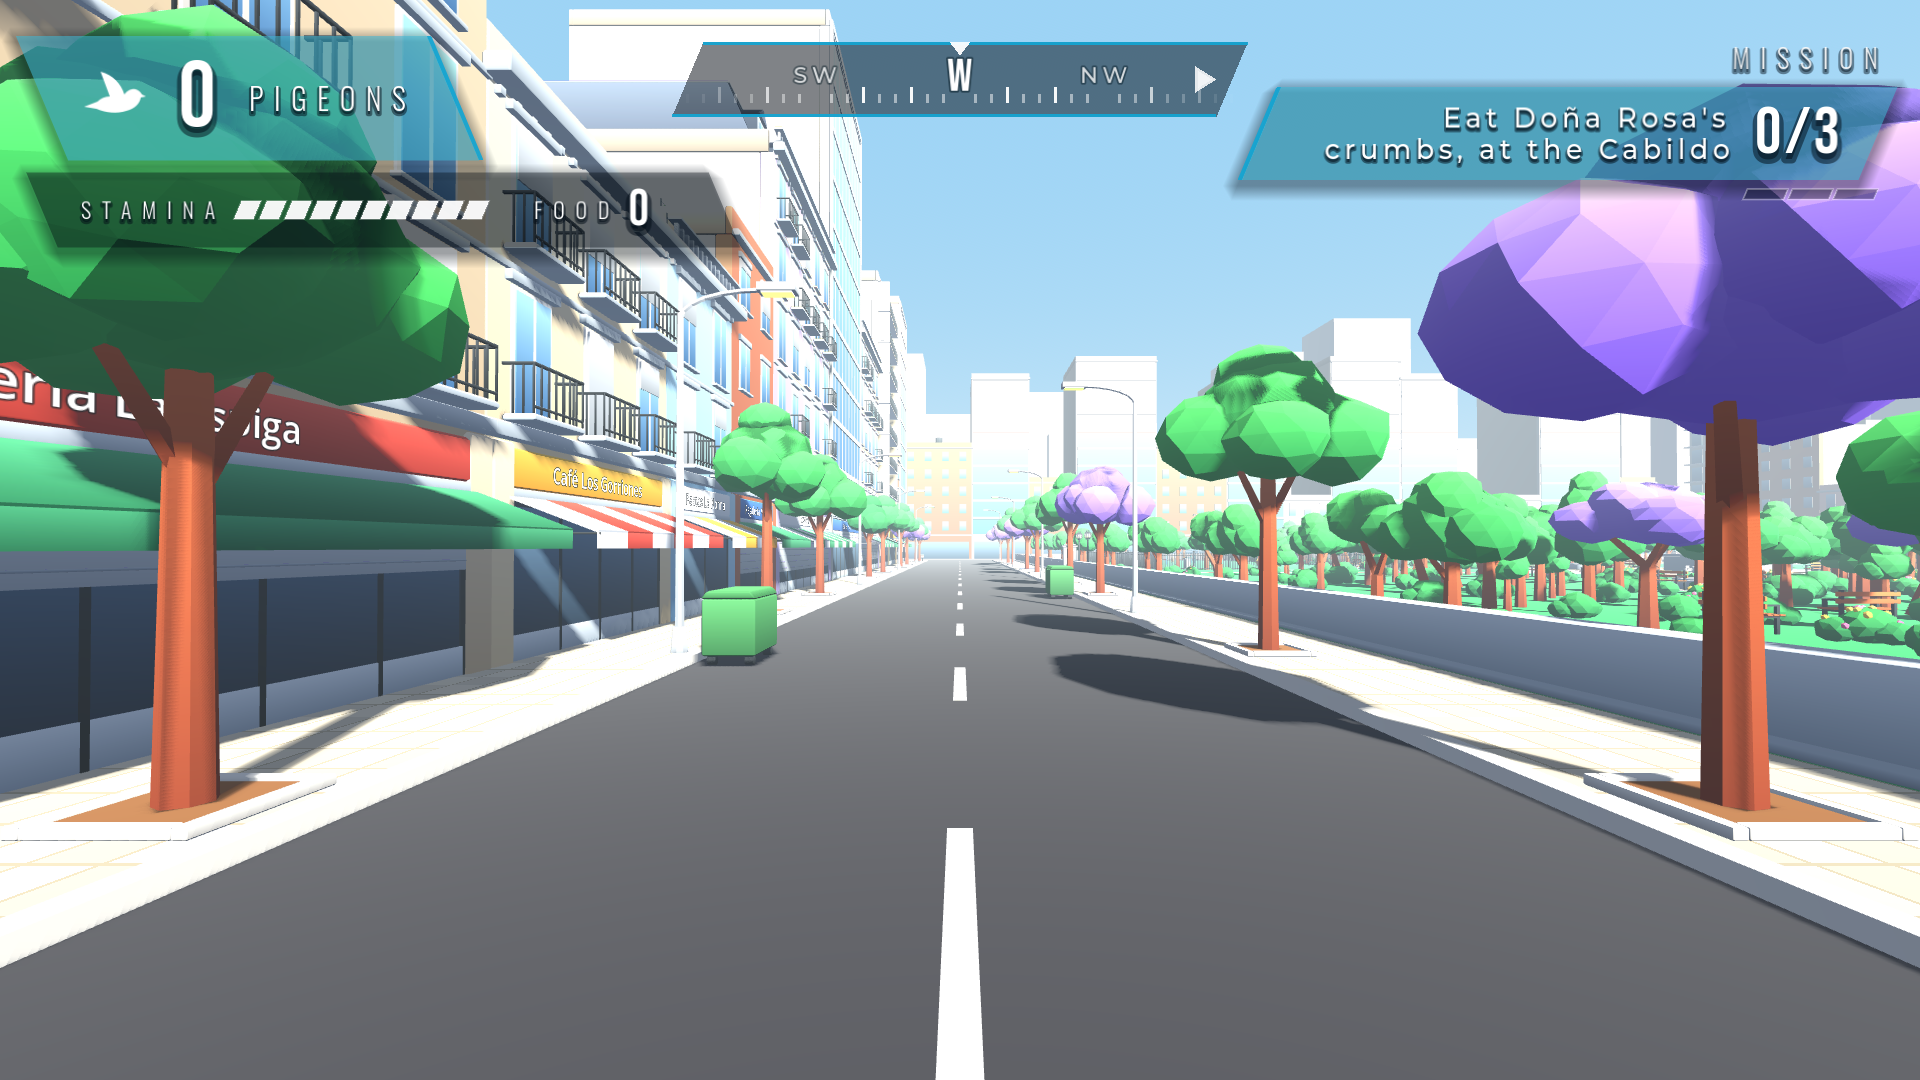 0 PIGEONS
STAMINA
FOOD 0
SW W NW
MISSION
Eat Doña Rosa's
crumbs, at the Cabildo
0/3
Café Los Gorriones